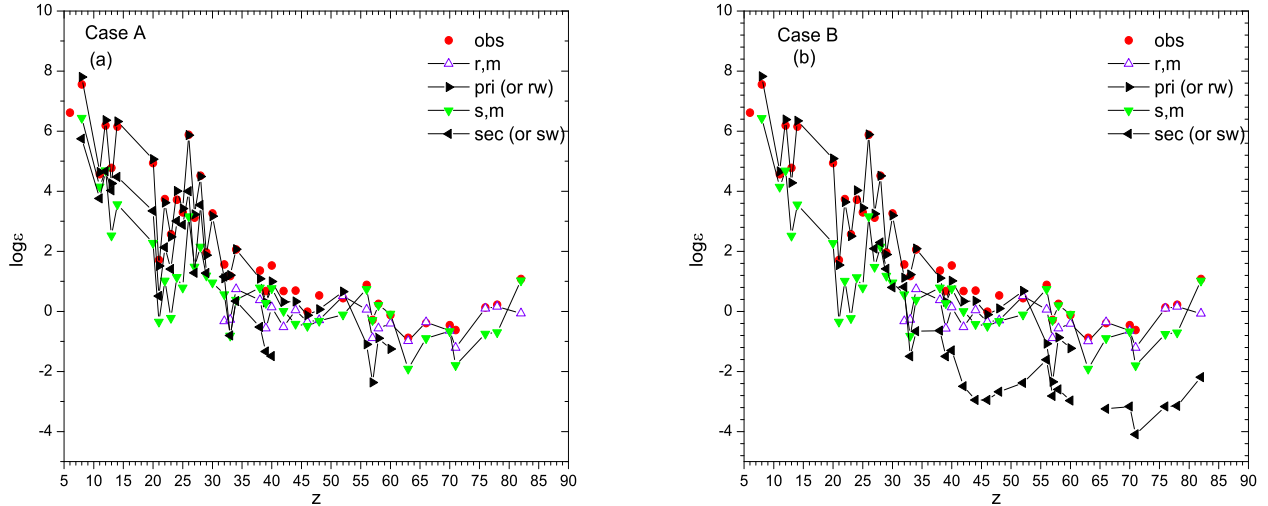 Case A
(a)
obs
r,m
pri (or rw)
s,m
sec (or sw)
10
8
6
4
2
0
-2
-4
logε
5 10 15 20 25 30 35 40 45 50 55 60 65 70 75 80 85 90
z
Case B
(b)
obs
r,m
pri (or rw)
s,m
sec (or sw)
10
8
6
4
2
0
-2
-4
logε
5 10 15 20 25 30 35 40 45 50 55 60 65 70 75 80 85 90
z